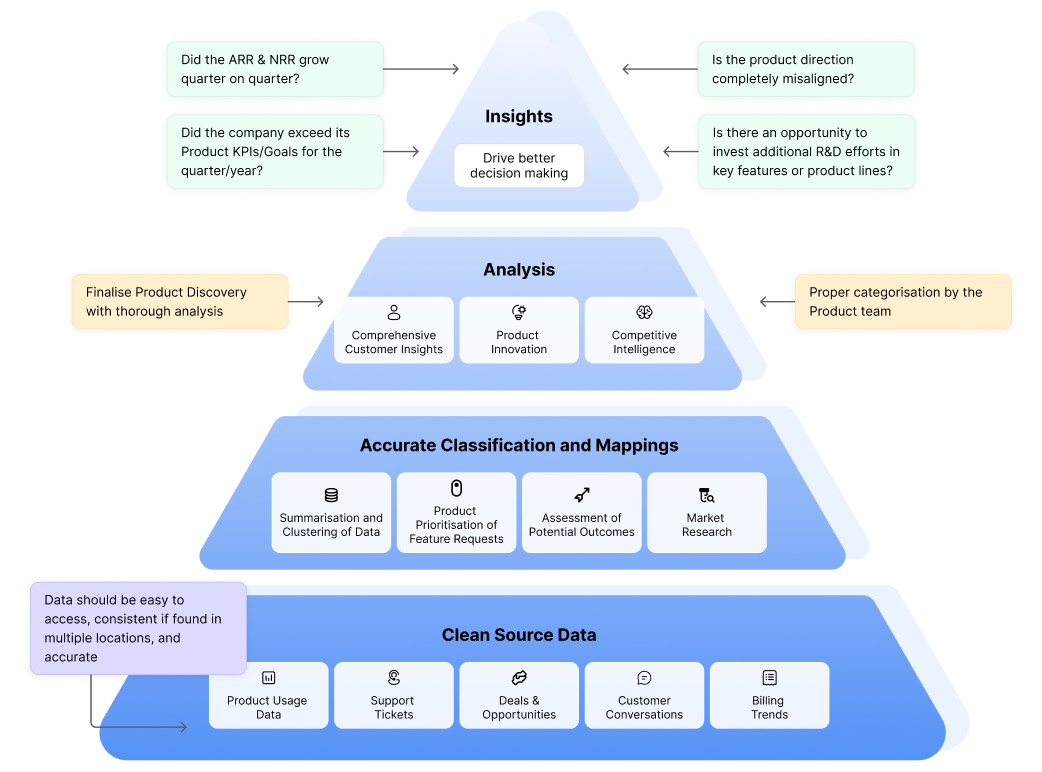 Did the ARR & NRR grow
quarter on quarter?
Is the product direction
completely misaligned?
Insights
Did the company exceed its
Product KPIs/Goals for the
quarter/year?
Drive better
decision making
Is there an opportunity to
invest additional R&D efforts in
key features or product lines?
Analysis
Finalise Product Discovery
with thorough analysis
Comprehensive
Customer Insights
Product
Innovation
Competitive
Intelligence
Proper categorisation by the
Product team
Accurate Classification and Mappings
Summarisation and
Clustering of Data
Product
Prioritisation of
Feature Requests
Assessment of
Potential Outcomes
Market
Research
Data should be easy to
access, consistent if found in
multiple locations, and
accurate
Clean Source Data
Product Usage
Data
Support
Tickets
Deals &
Opportunities
Customer
Conversations
Billing
Trends